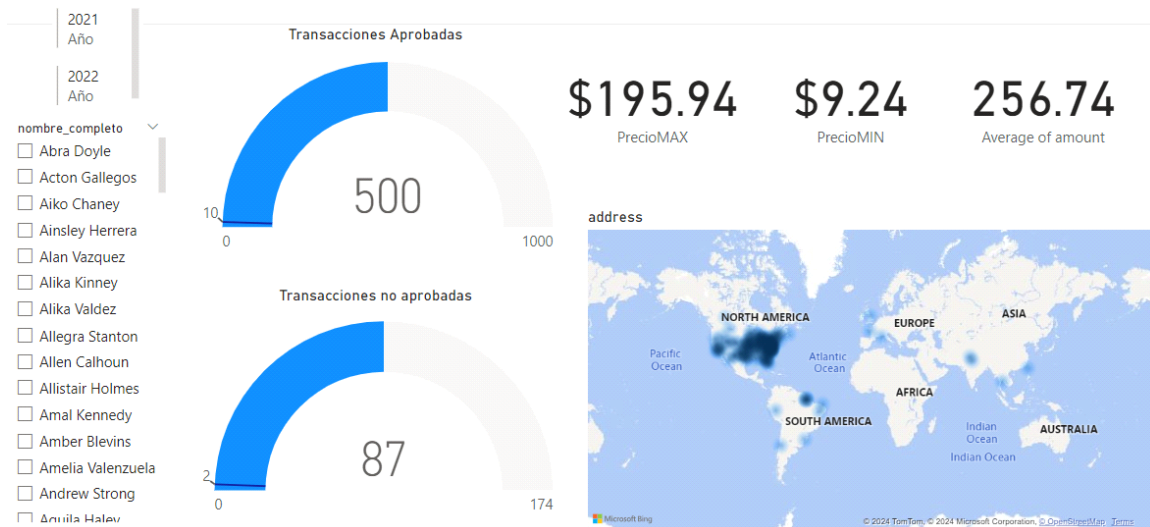 2021
Año
2022
Año
nombre_completo
Abra Doyle
Acton Gallegos
Aiko Chaney
Ainsley Herrera
Alan Vazquez
Alika Kinney
Alika Valdez
Allegra Stanton
Allen Calhoun
Allistair Holmes
Amal Kennedy
Amber Blevins
Amelia Valenzuela
Andrew Strong
Aquila Haley
Transacciones Aprobadas
10
500
0
1000
Transacciones no aprobadas
2
87
0
174
$195.94
PrecioMAX
$9.24
PrecioMIN
256.74
Average of amount
address
NORTH AMERICA
EUROPE
ASIA
Pacific
Ocean
Atlantic
Ocean
AFRICA
SOUTH AMERICA
Indian
Ocean
AUSTRALIA
Indian Ocean
Microsoft Bing
© 2024 TomTom, © 2024 Microsoft Corporation, © OpenStreetMap Terms